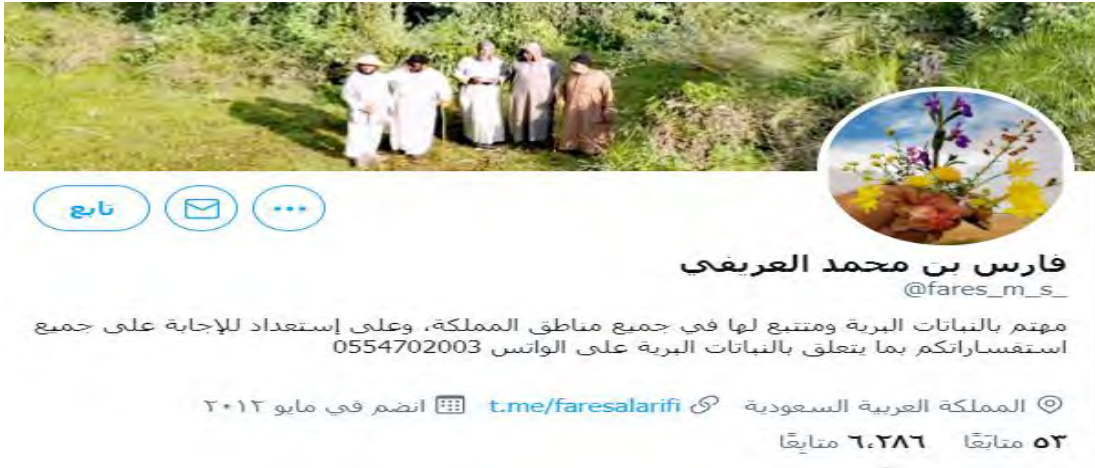 تابع
فارس بن محمد العريفي
@fares_m_s_
مهتم بالنباتات البرية ومتتبع لها في جميع مناطق المملكة، وعلى إستعداد للإجابة على جميع
استفساراتكم بما يتعلق بالنباتات البرية على الواتس 0554702003
المملكة العربية السعودية t.me/faresalarifi انضم في مايو ٢٠١٢
٥٣ متابَعًا ٦،٢٨٦ متابِعًا